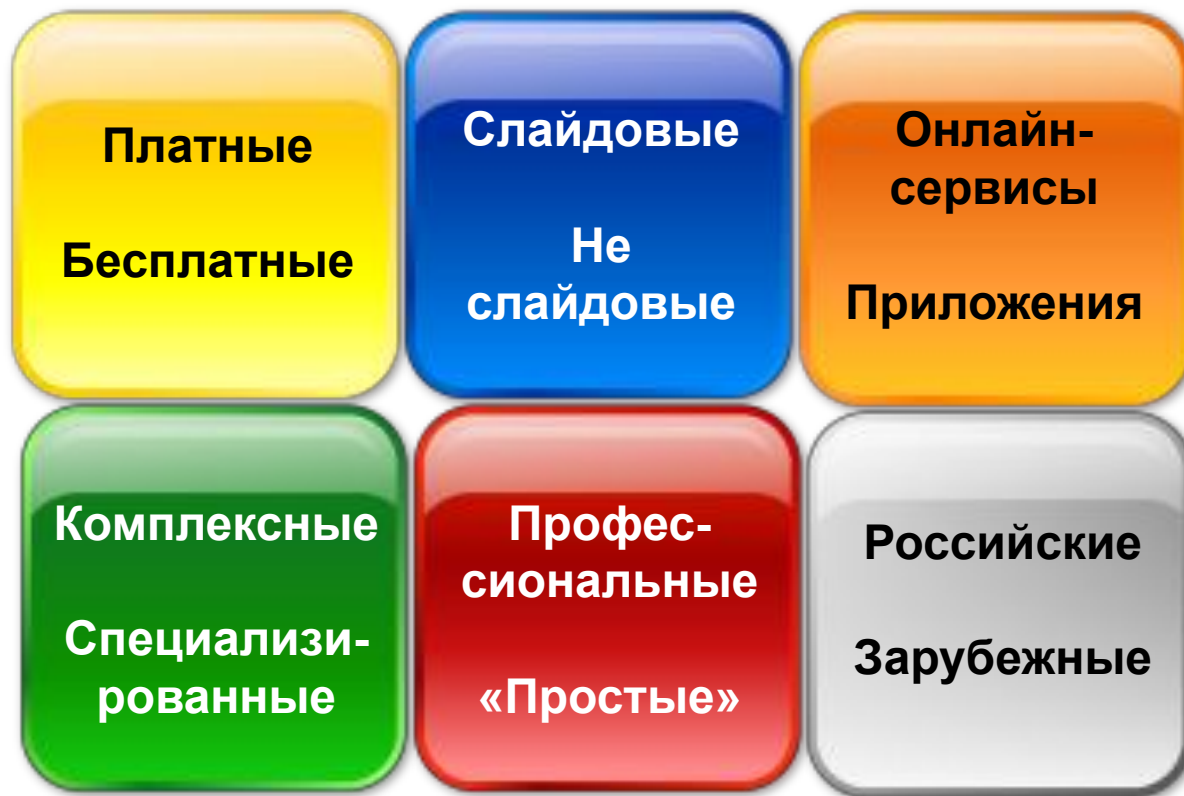 Платные
Бесплатные
Слайдовые
Не
слайдовые
Онлайн-
сервисы
Приложения
Комплексные
Специализи-
рованные
Профес-
сиональные
«Простые»
Российские
Зарубежные